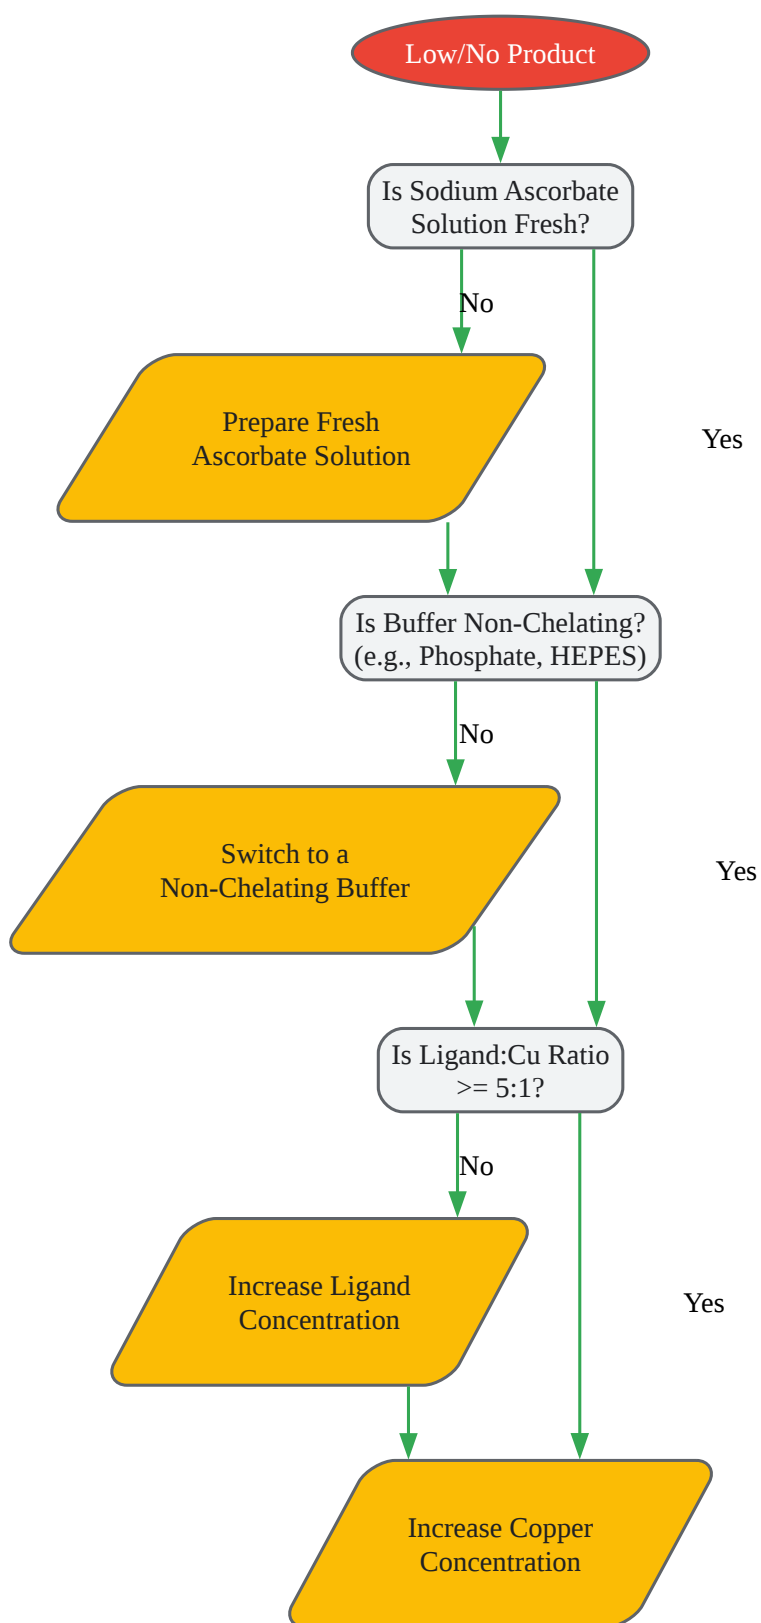 Low/No Product
Is Sodium Ascorbate
Solution Fresh?
No
Prepare Fresh
Ascorbate Solution
Yes
Is Buffer Non-Chelating?
(e.g., Phosphate, HEPES)
No
Switch to a
Non-Chelating Buffer
Yes
Is Ligand:Cu Ratio
>= 5:1?
No
Increase Ligand
Concentration
Yes
Increase Copper
Concentration